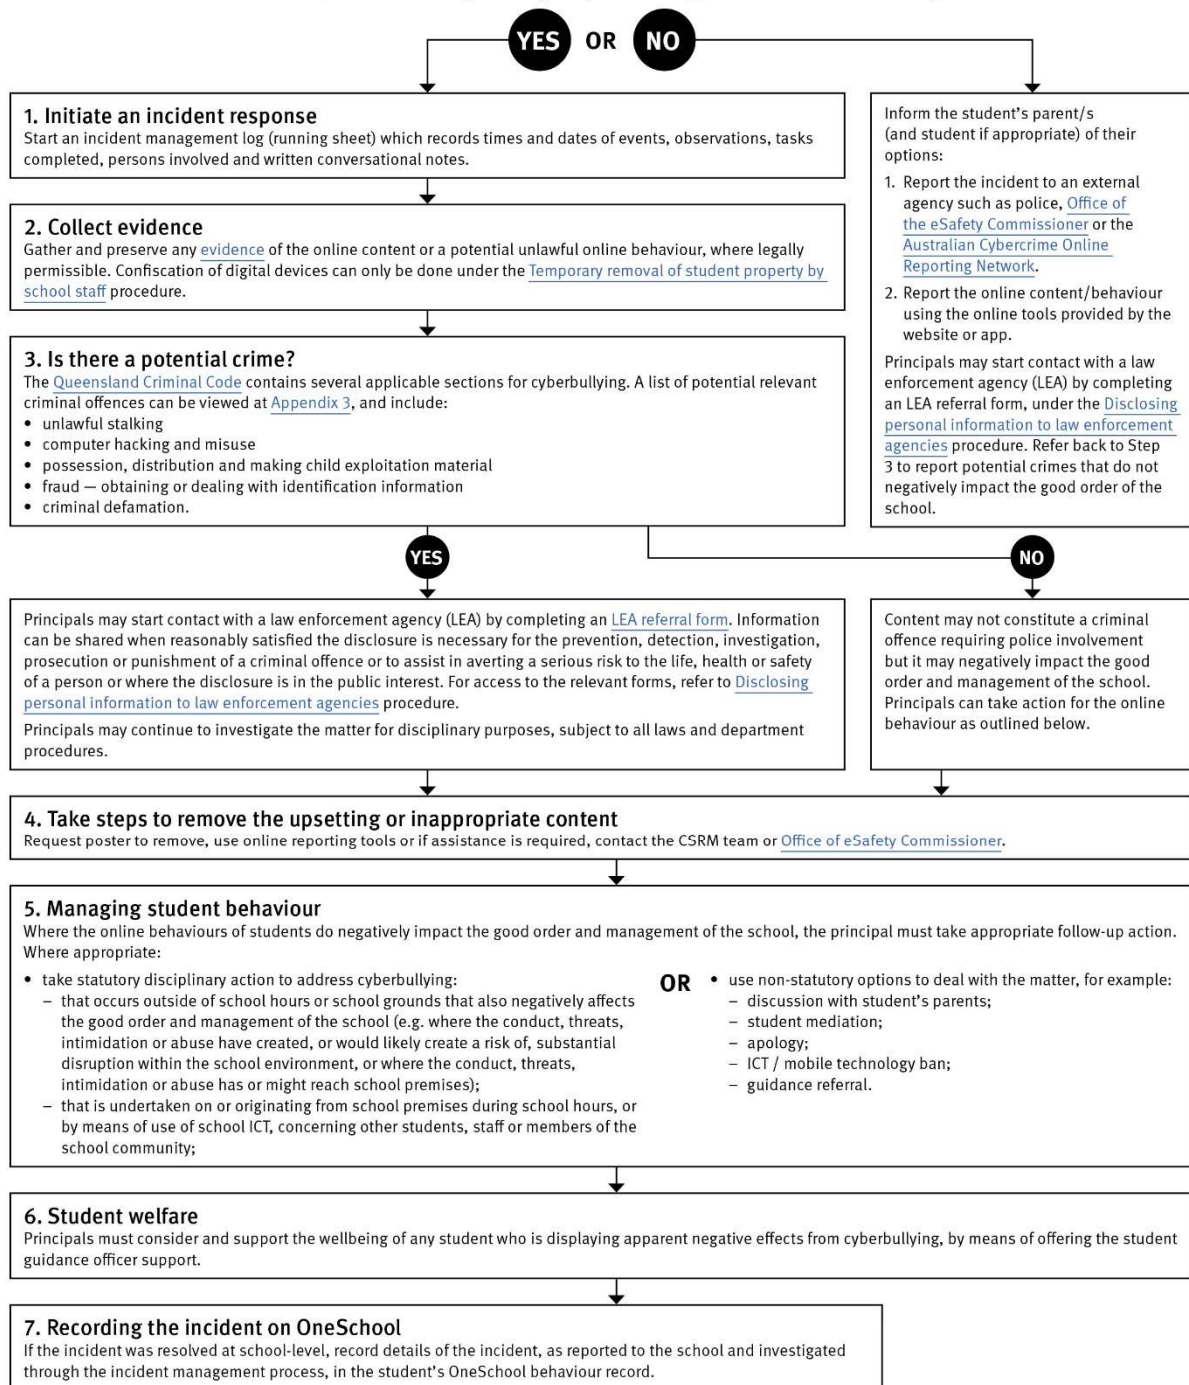 YES OR NO
1. Initiate an incident response
Start an incident management log (running sheet) which records times and dates of events, observations, tasks
completed, persons involved and written conversational notes.
Inform the student's parent/s
(and student if appropriate) of their
options:
1. Report the incident to an external
agency such as police, Office of
the eSafety Commissioner or the
Australian Cybercrime Online
Reporting Network.
2. Report the online content/behaviour
using the online tools provided by the
website or app.
Principals may start contact with a law
enforcement agency (LEA) by completing
an LEA referral form, under the Disclosing
personal information to law enforcement
agencies procedure. Refer back to Step
3 to report potential crimes that do not
negatively impact the good order of the
school.
2. Collect evidence
Gather and preserve any evidence of the online content or a potential unlawful online behaviour, where legally
permissible. Confiscation of digital devices can only be done under the Temporary removal of student property by
school staff procedure.
3. Is there a potential crime?
The Queensland Criminal Code contains several applicable sections for cyberbullying. A list of potential relevant
criminal offences can be viewed at Appendix 3, and include:
• unlawful stalking
• computer hacking and misuse
• possession, distribution and making child exploitation material
• fraud — obtaining or dealing with identification information
• criminal defamation.
YES
NO
Principals may start contact with a law enforcement agency (LEA) by completing an LEA referral form. Information
can be shared when reasonably satisfied the disclosure is necessary for the prevention, detection, investigation,
prosecution or punishment of a criminal offence or to assist in averting a serious risk to the life, health or safety
of a person or where the disclosure is in the public interest. For access to the relevant forms, refer to Disclosing
personal information to law enforcement agencies procedure.
Principals may continue to investigate the matter for disciplinary purposes, subject to all laws and department
procedures.
Content may not constitute a criminal
offence requiring police involvement
but it may negatively impact the good
order and management of the school.
Principals can take action for the online
behaviour as outlined below.
4. Take steps to remove the upsetting or inappropriate content
Request poster to remove, use online reporting tools or if assistance is required, contact the CSRM team or Office of eSafety Commissioner.
5. Managing student behaviour
Where the online behaviours of students do negatively impact the good order and management of the school, the principal must take appropriate follow-up action.
Where appropriate:
• take statutory disciplinary action to address cyberbullying:
– that occurs outside of school hours or school grounds that also negatively affects
the good order and management of the school (e.g. where the conduct, threats,
intimidation or abuse have created, or would likely create a risk of, substantial
disruption within the school environment, or where the conduct, threats,
intimidation or abuse has or might reach school premises);
– that is undertaken on or originating from school premises during school hours, or
by means of use of school ICT, concerning other students, staff or members of the
school community;
OR
• use non-statutory options to deal with the matter, for example:
– discussion with student's parents;
– student mediation;
– apology;
– ICT / mobile technology ban;
– guidance referral.
6. Student welfare
Principals must consider and support the wellbeing of any student who is displaying apparent negative effects from cyberbullying, by means of offering the student
guidance officer support.
7. Recording the incident on OneSchool
If the incident was resolved at school-level, record details of the incident, as reported to the school and investigated
through the incident management process, in the student's OneSchool behaviour record.